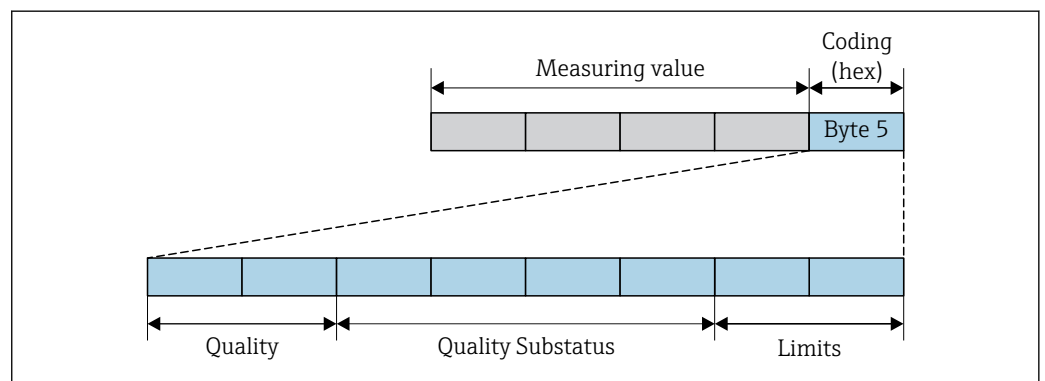 Coding
(hex)
Measuring value
Byte 5
Quality
Quality Substatus
Limits